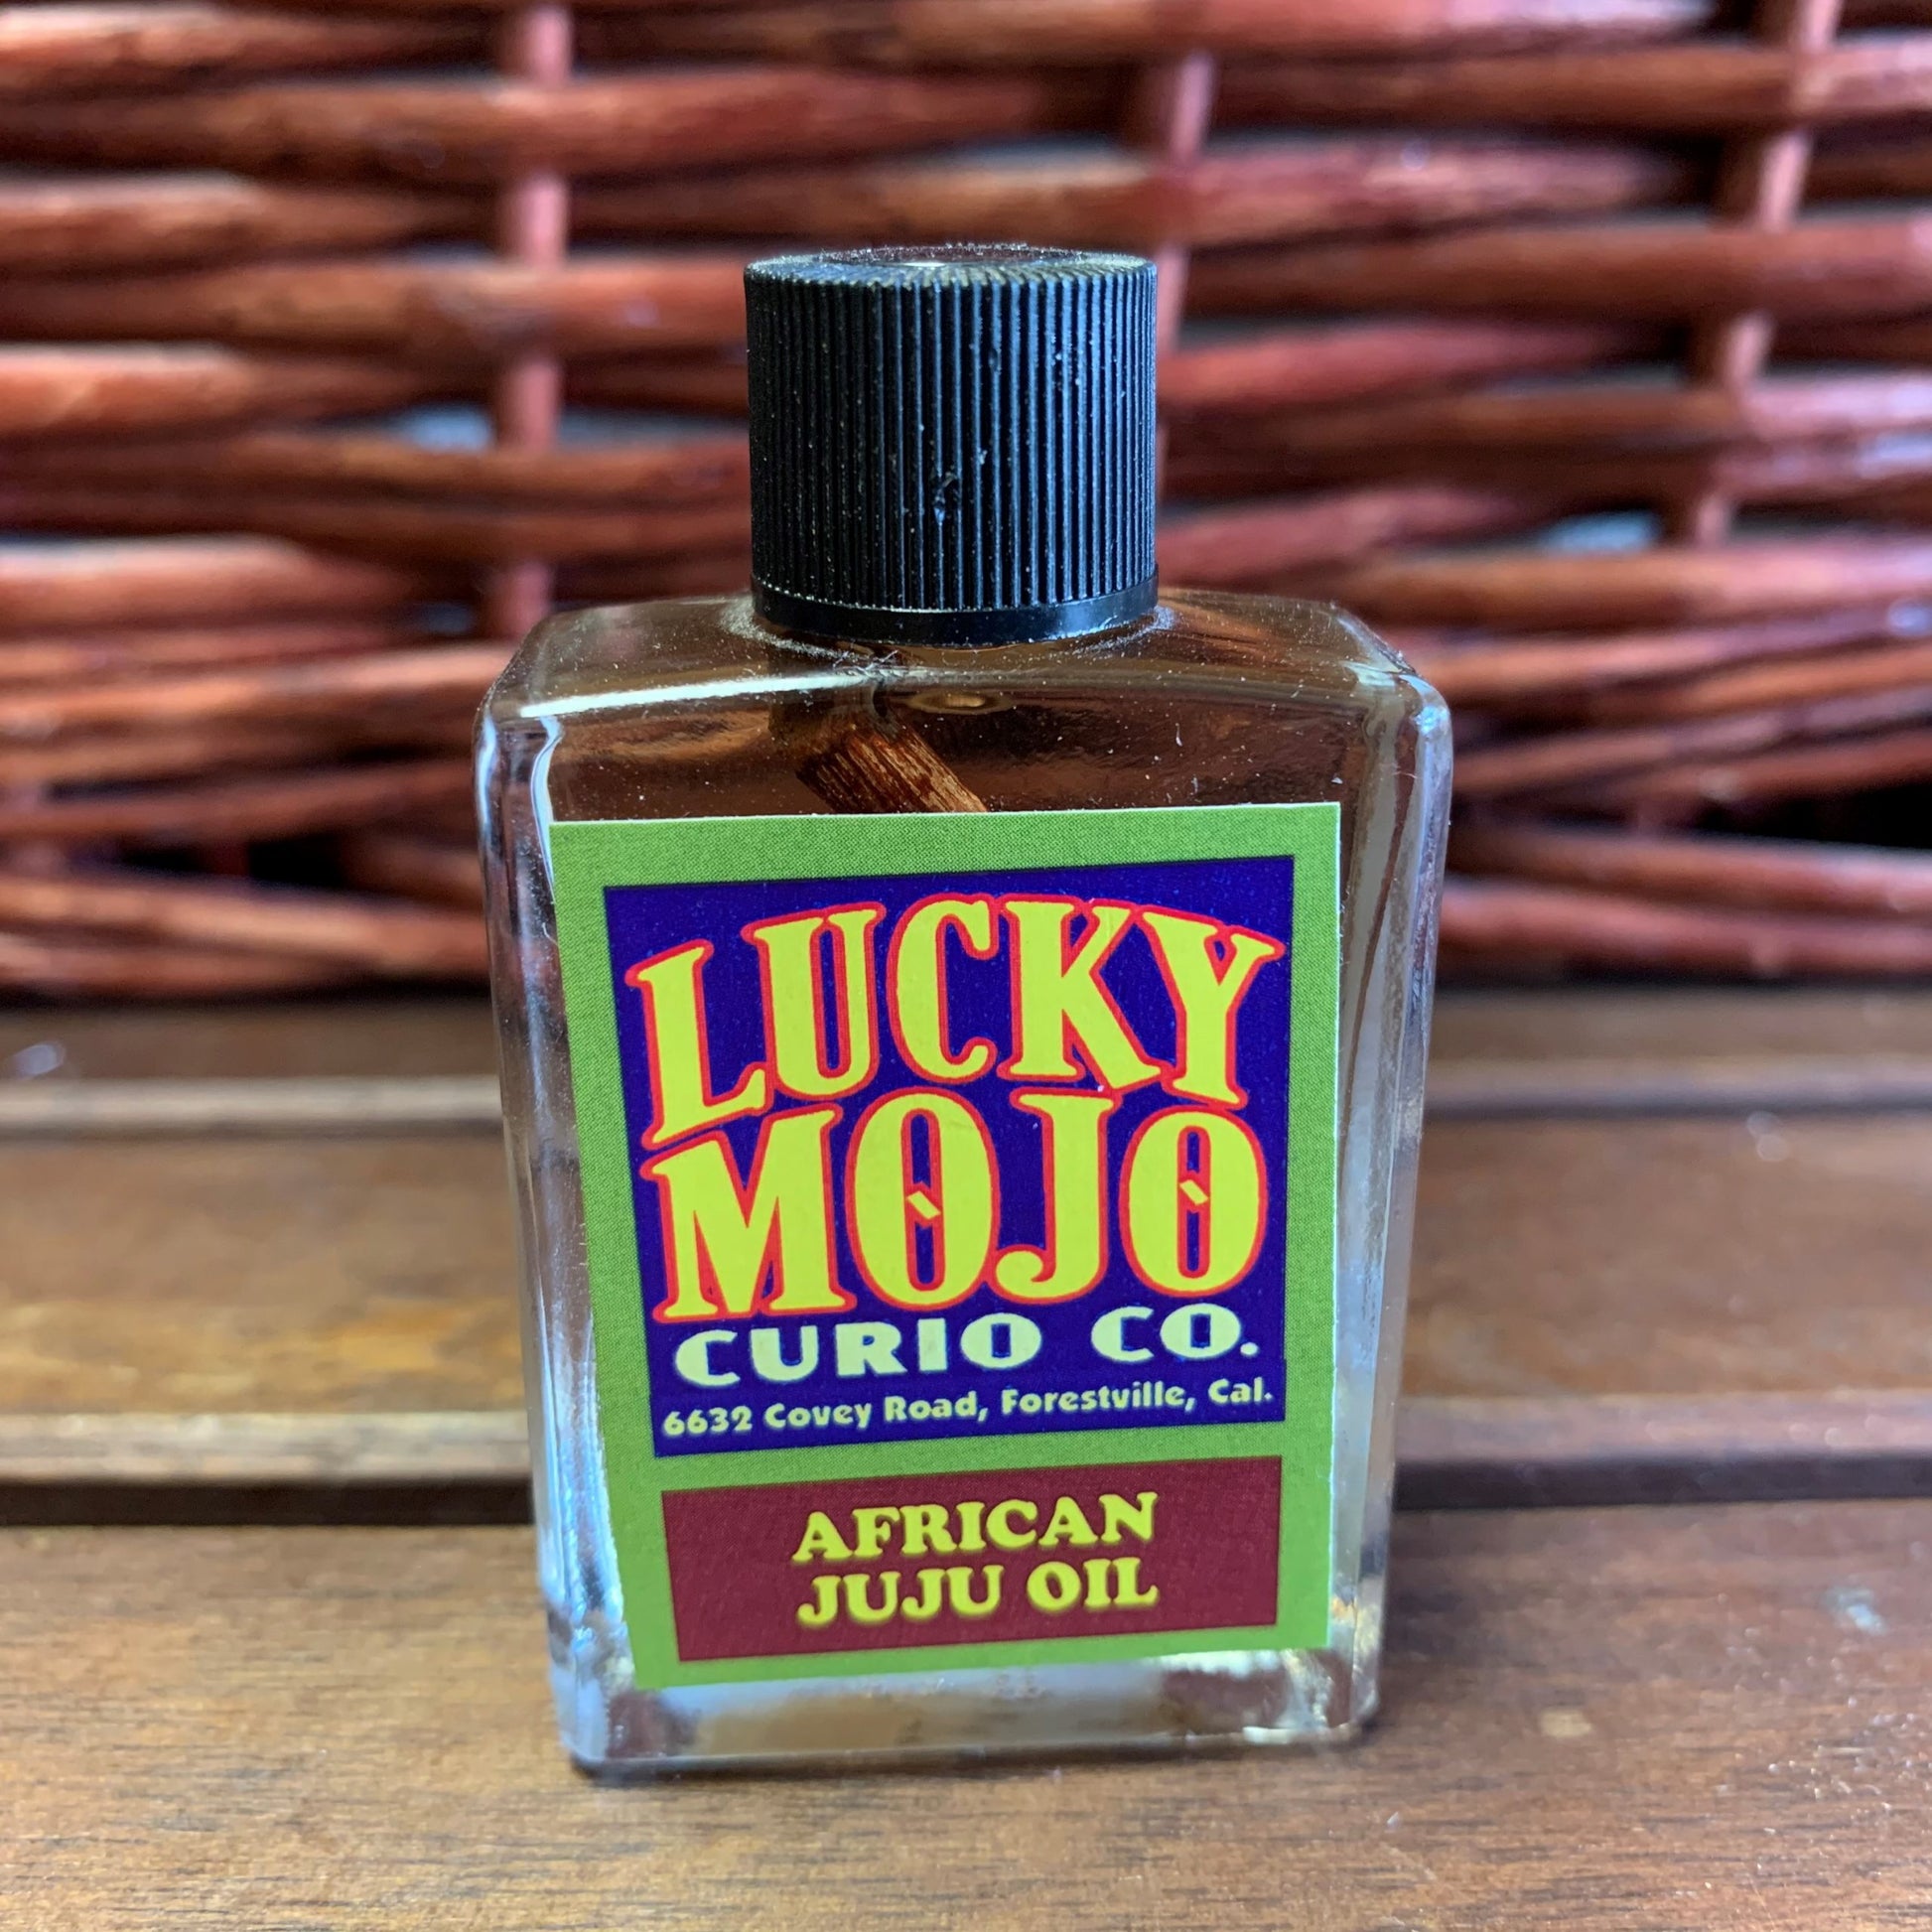 LUCKY
MOJO
CURIO CO.
6632 Covey Road, Forestville, Cal.
AFRICAN
JUJU OIL